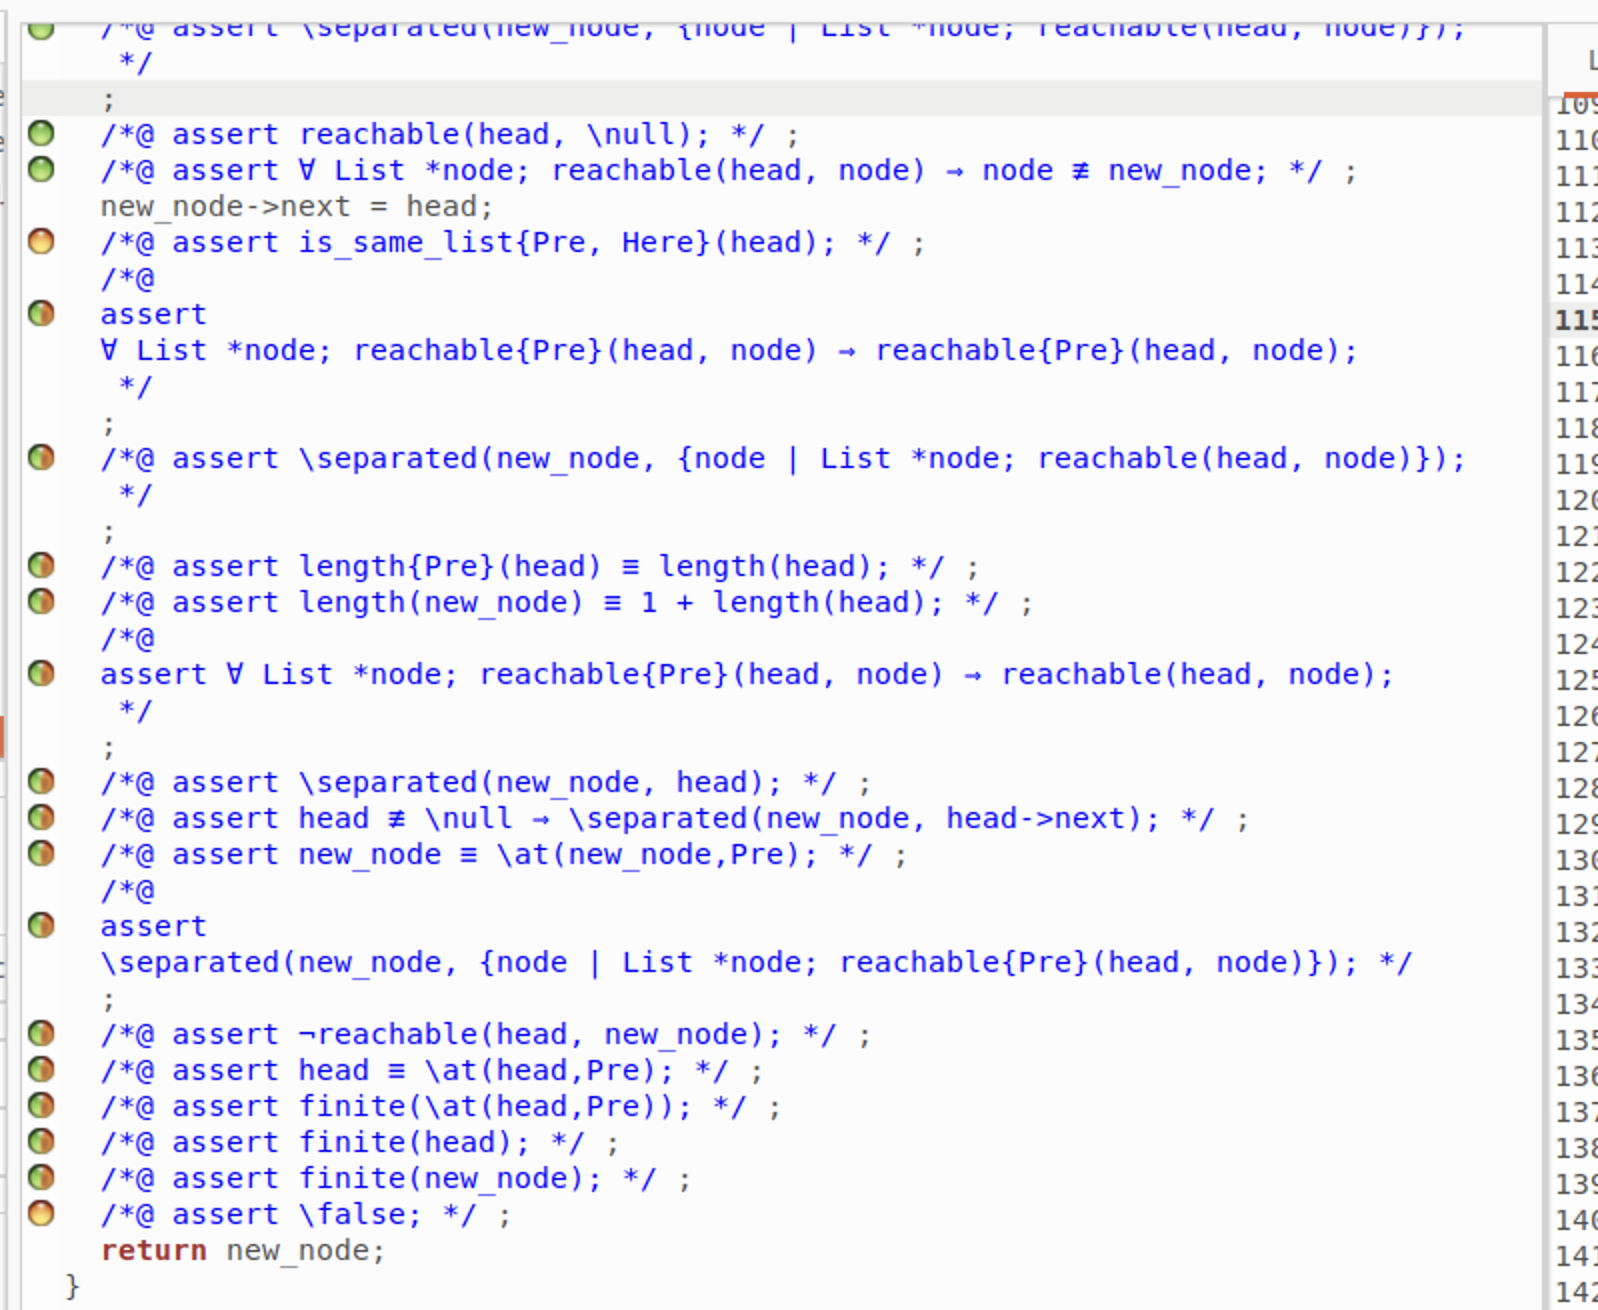 /*@ assert \separated(new_node, {node | List *node; reachable(head, node)});
*/
;
/*@ assert reachable(head, \null); */ ;
/*@ assert ∀ List *node; reachable(head, node) ⇒ node ≢ new_node; */ ;
new_node->next = head;
/*@ assert is_same_list{Pre, Here}(head); */ ;
/*@
assert
∀ List *node; reachable{Pre}(head, node) ⇒ reachable{Pre}(head, node);
*/
;
/*@ assert \separated(new_node, {node | List *node; reachable(head, node)});
*/
;
/*@ assert length{Pre}(head) ≡ length(head); */ ;
/*@ assert length(new_node) ≡ 1 + length(head); */ ;
/*@
assert ∀ List *node; reachable{Pre}(head, node) ⇒ reachable(head, node);
*/
;
/*@ assert \separated(new_node, head); */ ;
/*@ assert head ≢ \null ⇒ \separated(new_node, head->next); */ ;
/*@ assert new_node ≡ \at(new_node,Pre); */ ;
/*@
assert
\separated(new_node, {node | List *node; reachable{Pre}(head, node)}); */
;
/*@ assert ¬reachable(head, new_node); */ ;
/*@ assert head ≡ \at(head,Pre); */ ;
/*@ assert finite(\at(head,Pre)); */ ;
/*@ assert finite(head); */ ;
/*@ assert finite(new_node); */ ;
/*@ assert \false; */ ;
return new_node;
}
109
110
111
112
113
114
115
116
117
118
119
120
121
122
123
124
125
126
127
128
129
130
131
132
133
134
135
136
137
138
139
140
141
142